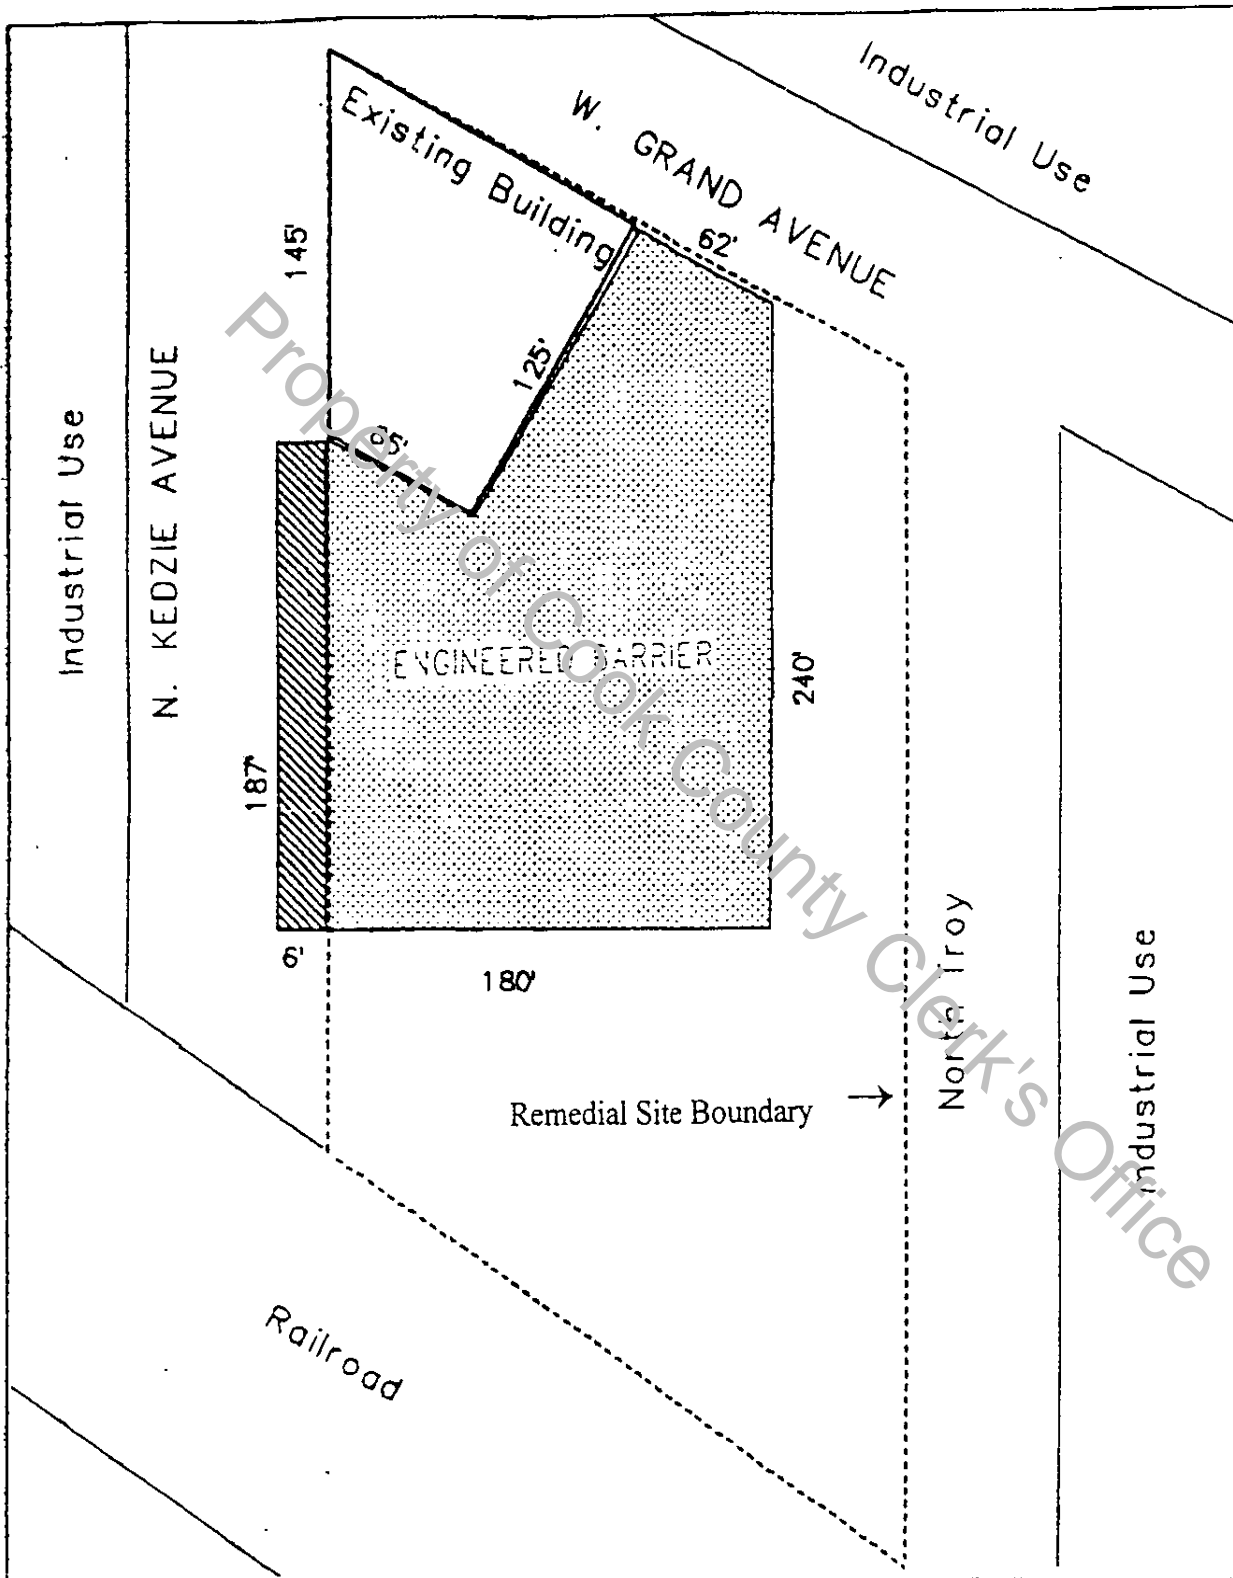 Industrial Use
W. GRAND AVENUE
Existing Building
62'
145'
125'
65'
N. KEDZIE AVENUE
Industrial Use
ENGINEERED BARRIER
240'
187'
6'
180'
North Troy
Industrial Use
Remedial Site Boundary
Railroad
Property of Cook County Clerk's Office